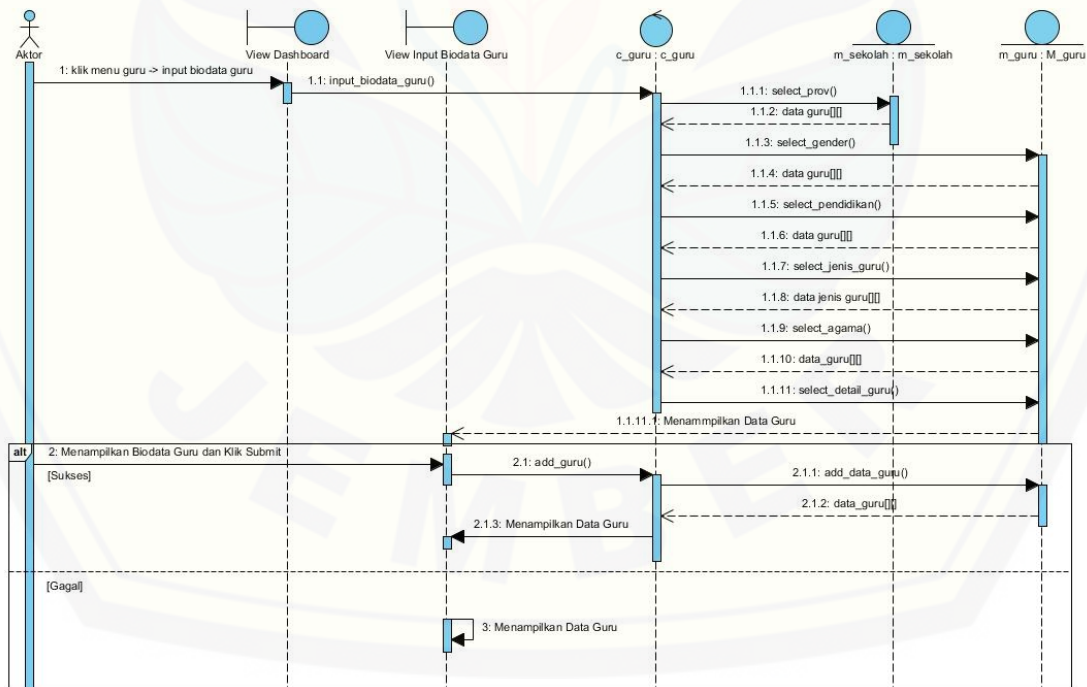 Aktor
View Dashboard
View Input Biodata Guru
c_guru : c_guru
m_sekolah : m_sekolah
m_guru : M_guru
1: klik menu guru -> input biodata guru
1.1: input_biodata_guru()
1.1.1: select_prov()
1.1.2: data guru[][]
1.1.3: select_gender()
1.1.4: data guru[][]
1.1.5: select_pendidikan()
1.1.6: data guru[][]
1.1.7: select_jenis_guru()
1.1.8: data jenis guru[][]
1.1.9: select_agama()
1.1.10: data_guru[][]
1.1.11: select_detail_guru()
1.1.11.1: Menammpilkan Data Guru
alt
2: Menampilkan Biodata Guru dan Klik Submit
[Sukses]
2.1: add_guru()
2.1.1: add_data_guru()
2.1.2: data_guru[][]
2.1.3: Menampilkan Data Guru
[Gagal]
3: Menampilkan Data Guru
JEMBER